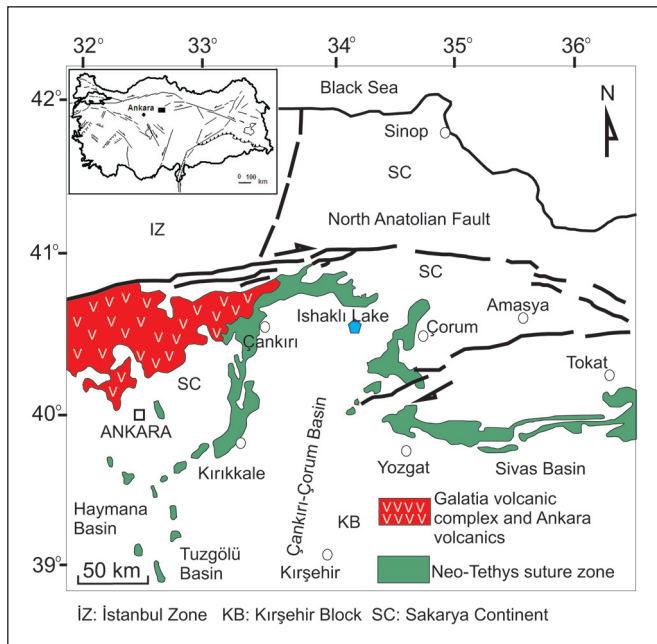 32° 33° 34° 35° 36°
42°
41°
40°
39°
Ankara
0 100
km
Black Sea
N
Sinop
SC
IZ
North Anatolian Fault
SC
Ishaklı Lake
Amasya
Çankırı
Çorum
SC
Tokat
ANKARA
Kırıkkale
Yozgat
Sivas Basin
Çankırı-Çorum Basin
Haymana
Basin
KB
Tuzgölü
Basin
Kırşehir
50 km
V V V V
V V V V
Galatia volcanic
complex and Ankara
volcanics
Neo-Tethys suture zone
İZ: İstanbul Zone KB: Kırşehir Block SC: Sakarya Continent